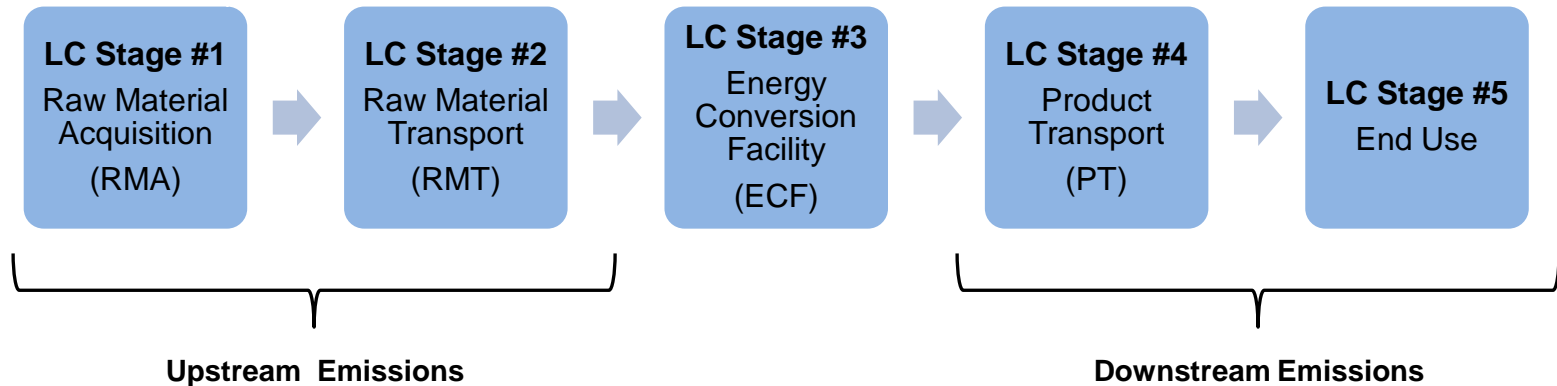 LC Stage #1
Raw Material
Acquisition
(RMA)
LC Stage #2
Raw Material
Transport
(RMT)
LC Stage #3
Energy
Conversion
Facility
(ECF)
LC Stage #4
Product
Transport
(PT)
LC Stage #5
End Use
Upstream Emissions
Downstream Emissions